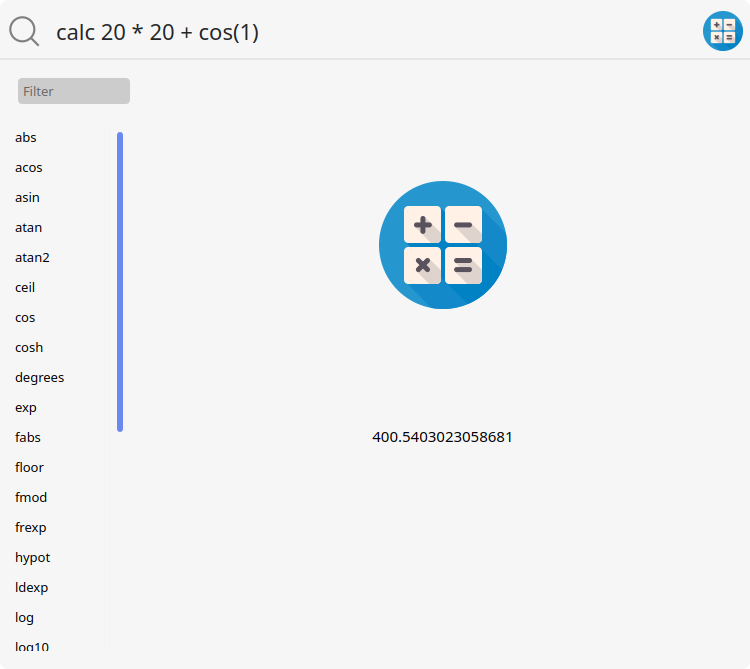 calc 20 * 20 + cos(1)
Filter
abs
acos
asin
atan
atan2
ceil
cos
cosh
degrees
exp
fabs
floor
fmod
frexp
hypot
ldexp
log
log10
400.5403023058681